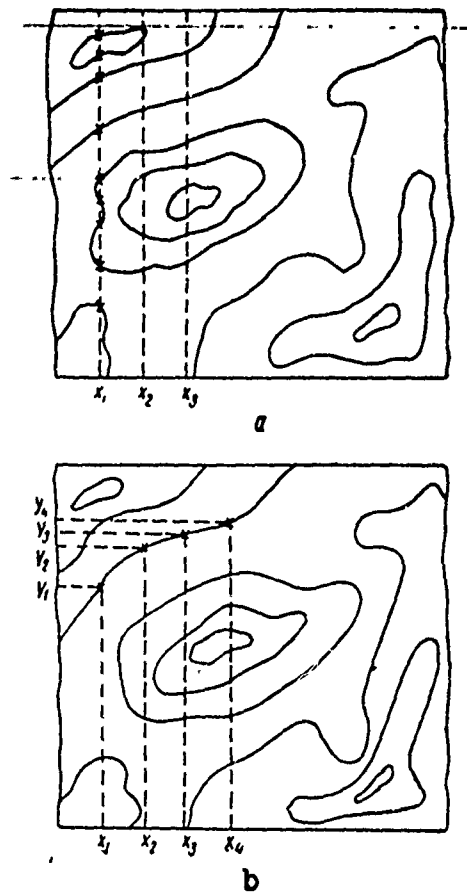 x₁ x₂ x₃
a
y₄
y₃
y₂
y₁
x₁ x₂ x₃ x₄
b